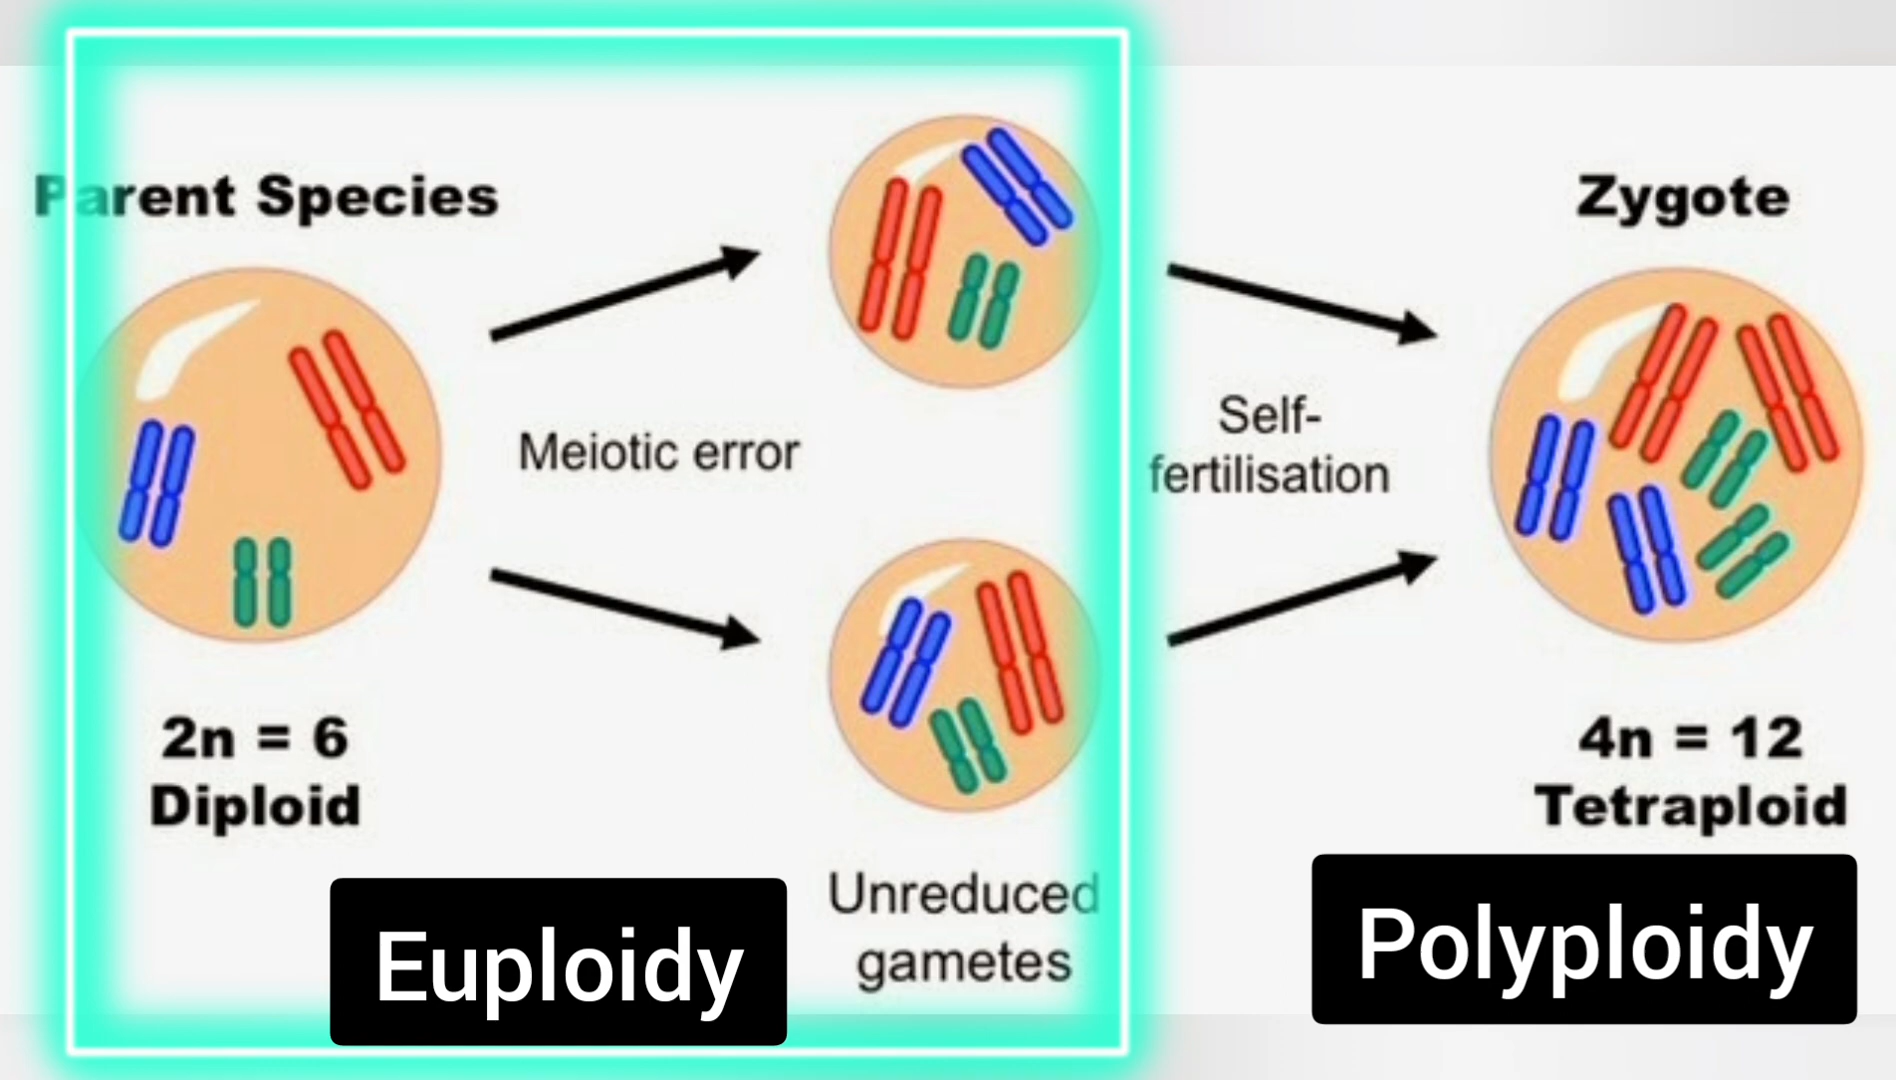 Parent Species
2n = 6
Diploid
Meiotic error
Unreduced
gametes
Self-
fertilisation
Zygote
4n = 12
Tetraploid
Euploidy
Polyploidy